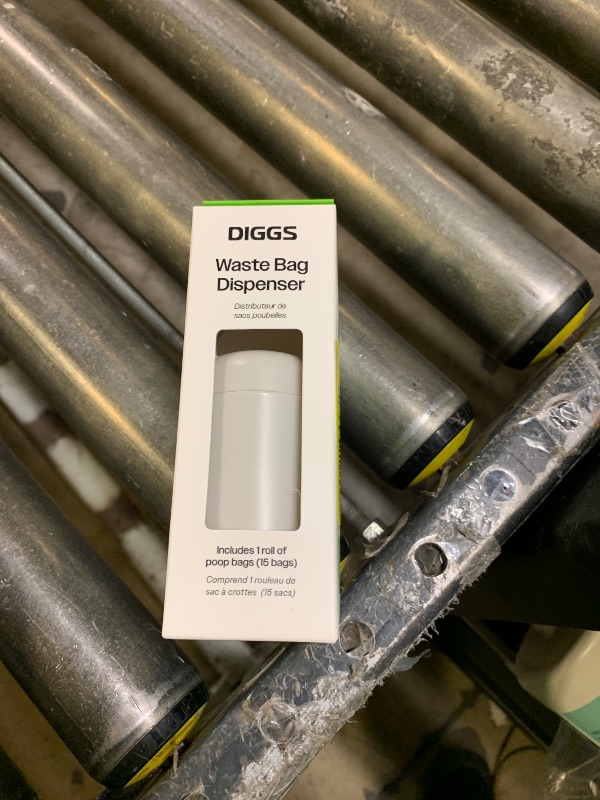 DIGGS
Waste Bag
Dispenser
Distributeur de
sacs poubelles
Includes 1 roll of
poop bags (15 bags)
Comprend 1 rouleau de
sac à crottes (15 sacs)